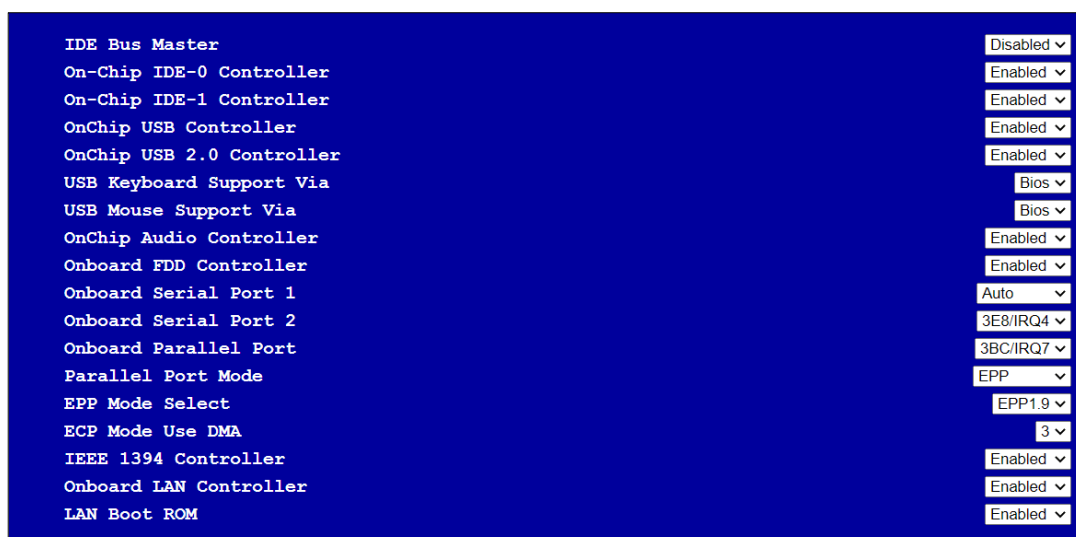 IDE Bus Master Disabled
On-Chip IDE-0 Controller Enabled
On-Chip IDE-1 Controller Enabled
OnChip USB Controller Enabled
OnChip USB 2.0 Controller Enabled
USB Keyboard Support Via Bios
USB Mouse Support Via Bios
OnChip Audio Controller Enabled
Onboard FDD Controller Enabled
Onboard Serial Port 1 Auto
Onboard Serial Port 2 3E8/IRQ4
Onboard Parallel Port 3BC/IRQ7
Parallel Port Mode EPP
EPP Mode Select EPP1.9
ECP Mode Use DMA 3
IEEE 1394 Controller Enabled
Onboard LAN Controller Enabled
LAN Boot ROM Enabled